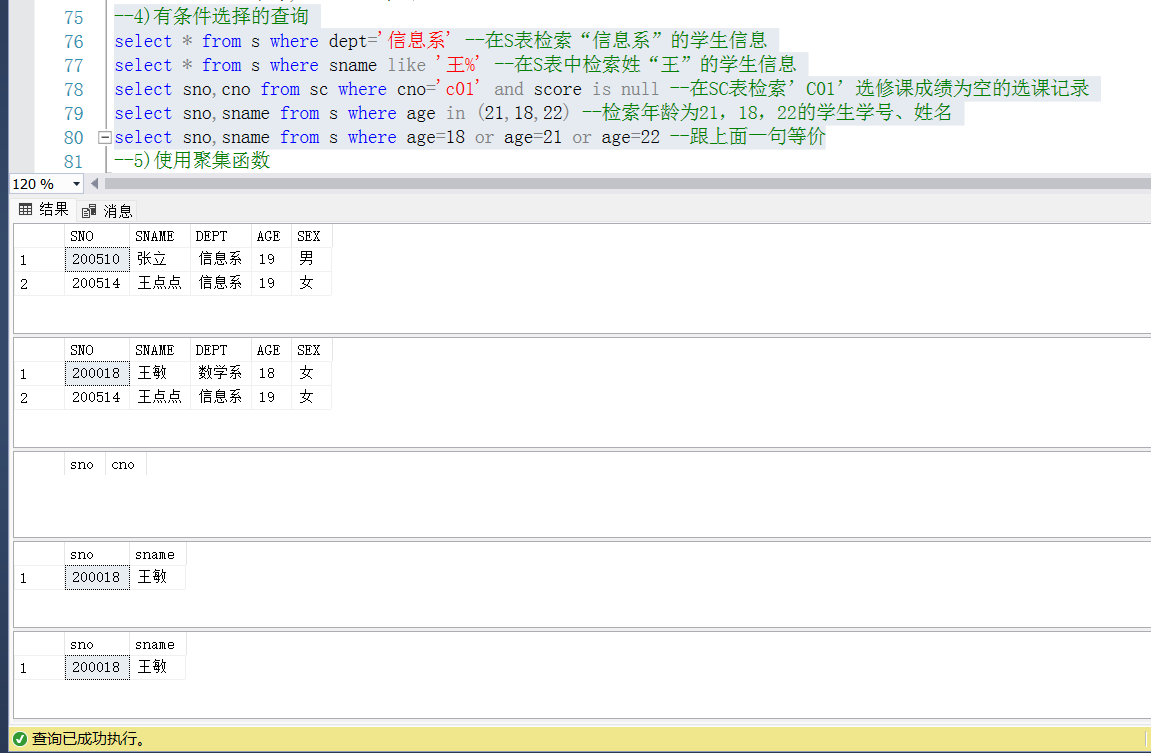 75 --4)有条件选择的查询
76 select * from s where dept='信息系' --在S表检索“信息系”的学生信息
77 select * from s where sname like '王%' --在S表中检索姓“王”的学生信息
78 select sno,cno from sc where cno='c01' and score is null --在SC表检索’C01’选修课成绩为空的选课记录
79 select sno,sname from s where age in (21,18,22) --检索年龄为21，18，22的学生学号、姓名
80 select sno,sname from s where age=18 or age=21 or age=22 --跟上面一句等价
81 --5)使用聚集函数
120 %
结果 消息
SNO SNAME DEPT AGE SEX
1 200510 张立 信息系 19 男
2 200514 王点点 信息系 19 女
SNO SNAME DEPT AGE SEX
1 200018 王敏 数学系 18 女
2 200514 王点点 信息系 19 女
sno cno
sno sname
1 200018 王敏
sno sname
1 200018 王敏
查询已成功执行。